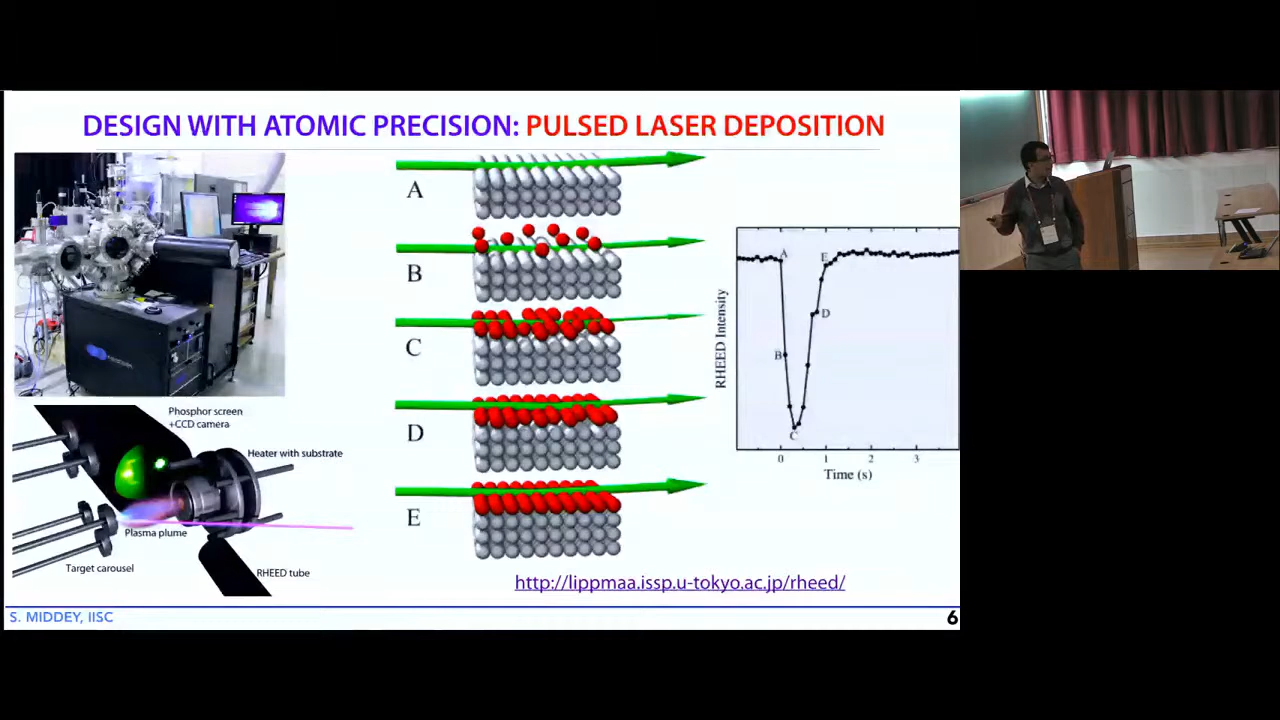 DESIGN WITH ATOMIC PRECISION: PULSED LASER DEPOSITION
A
B
C
D
E
Phosphor screen
+CCD camera
Heater with substrate
Plasma plume
Target carousel
RHEED tube
RHEED Intensity
A
B
C
D
E
0 1 2 3
Time (s)
http://lippmaa.issp.u-tokyo.ac.jp/rheed/
S. MIDDEY, IISC
6